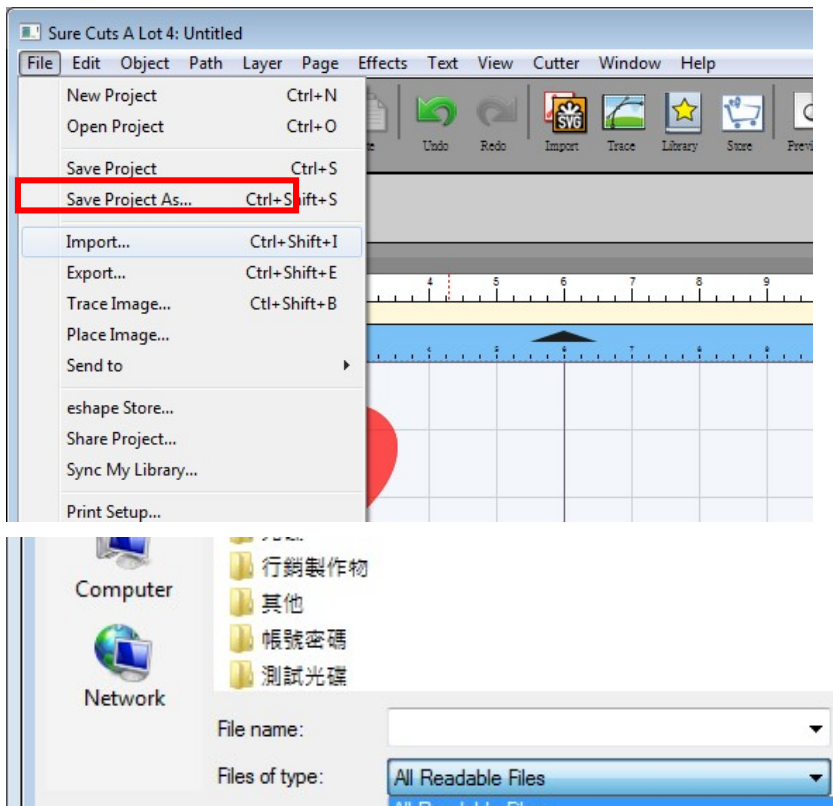 Sure Cuts A Lot 4: Untitled
File Edit Object Path Layer Page Effects Text View Cutter Window Help
New Project Ctrl+N
Open Project Ctrl+O
Undo Redo Import Trace Library Store
SVG
Save Project Ctrl+S
Save Project As... Ctrl+Shift+S
Import... Ctrl+Shift+I
Export... Ctrl+Shift+E
Trace Image... Ctl+Shift+B
Place Image...
Send to
4 5 6 7 8 9
eshape Store...
Share Project...
Sync My Library...
Print Setup...
Computer
行銷製作物
其他
帳號密碼
測試光碟
Network
File name:
Files of type: All Readable Files